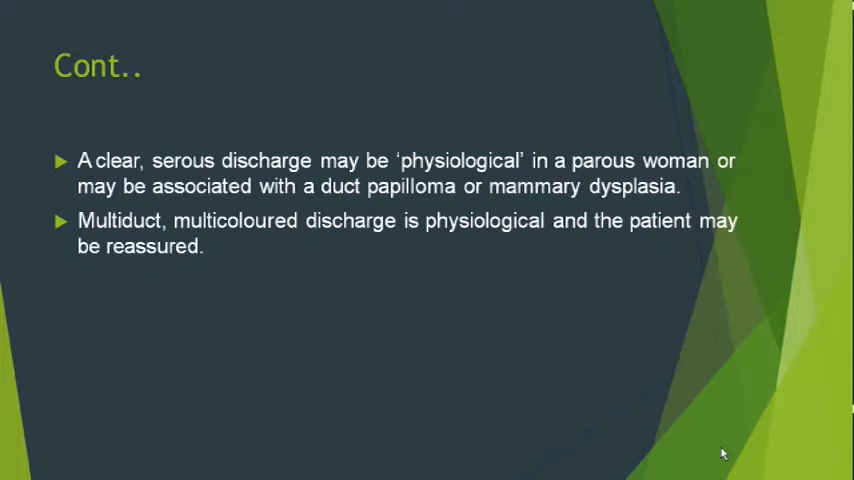 Cont..
A clear, serous discharge may be ‘physiological’ in a parous woman or
may be associated with a duct papilloma or mammary dysplasia.
Multiduct, multicoloured discharge is physiological and the patient may
be reassured.